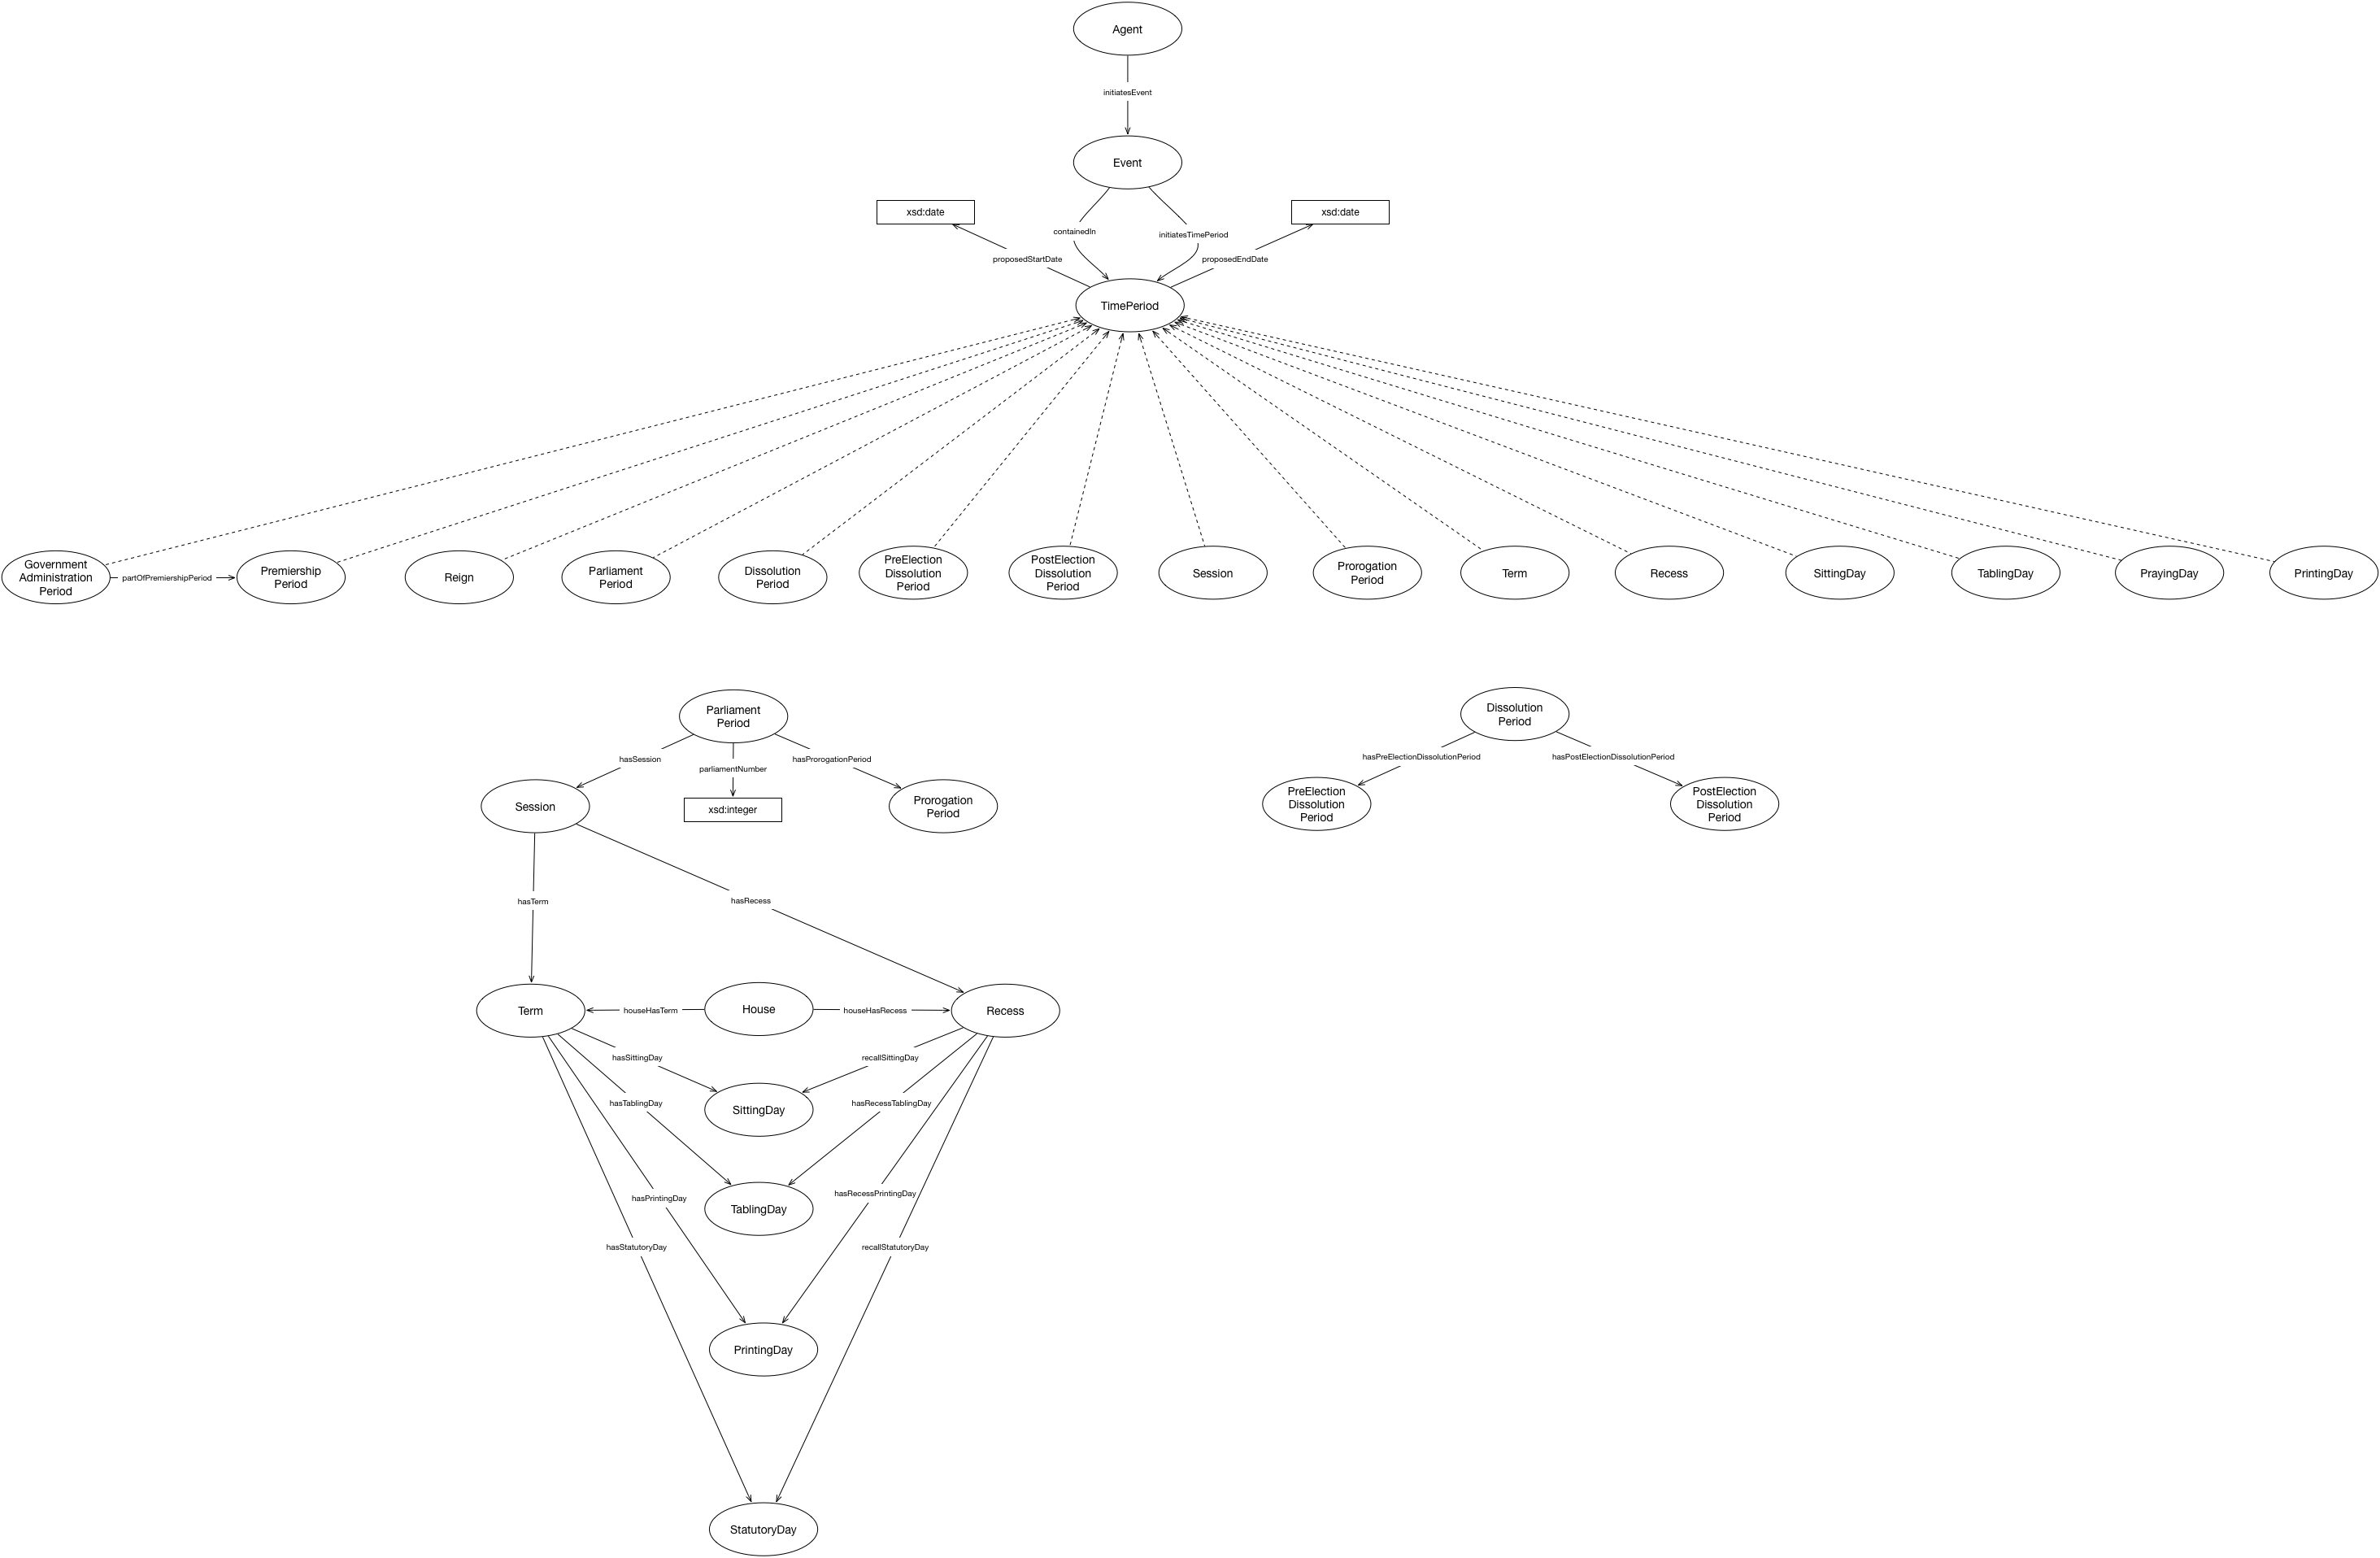 Agent
initiatesEvent
Event
xsd:date
xsd:date
containedIn
initiatesTimePeriod
proposedStartDate
proposedEndDate
TimePeriod
Government
Administration
Period
partOfPremiershipPeriod
Premiership
Period
Reign
Parliament
Period
Dissolution
Period
PreElection
Dissolution
Period
PostElection
Dissolution
Period
Session
Prorogation
Period
Term
Recess
SittingDay
TablingDay
PrayingDay
PrintingDay
Parliament
Period
Dissolution
Period
hasSession
parliamentNumber
hasProrogationPeriod
hasPreElectionDissolutionPeriod
hasPostElectionDissolutionPeriod
Session
xsd:integer
Prorogation
Period
PreElection
Dissolution
Period
PostElection
Dissolution
Period
hasTerm
hasRecess
Term
houseHasTerm
House
houseHasRecess
Recess
hasSittingDay
recallSittingDay
SittingDay
hasTablingDay
hasRecessTablingDay
TablingDay
hasPrintingDay
hasRecessPrintingDay
hasStatutoryDay
recallStatutoryDay
PrintingDay
StatutoryDay